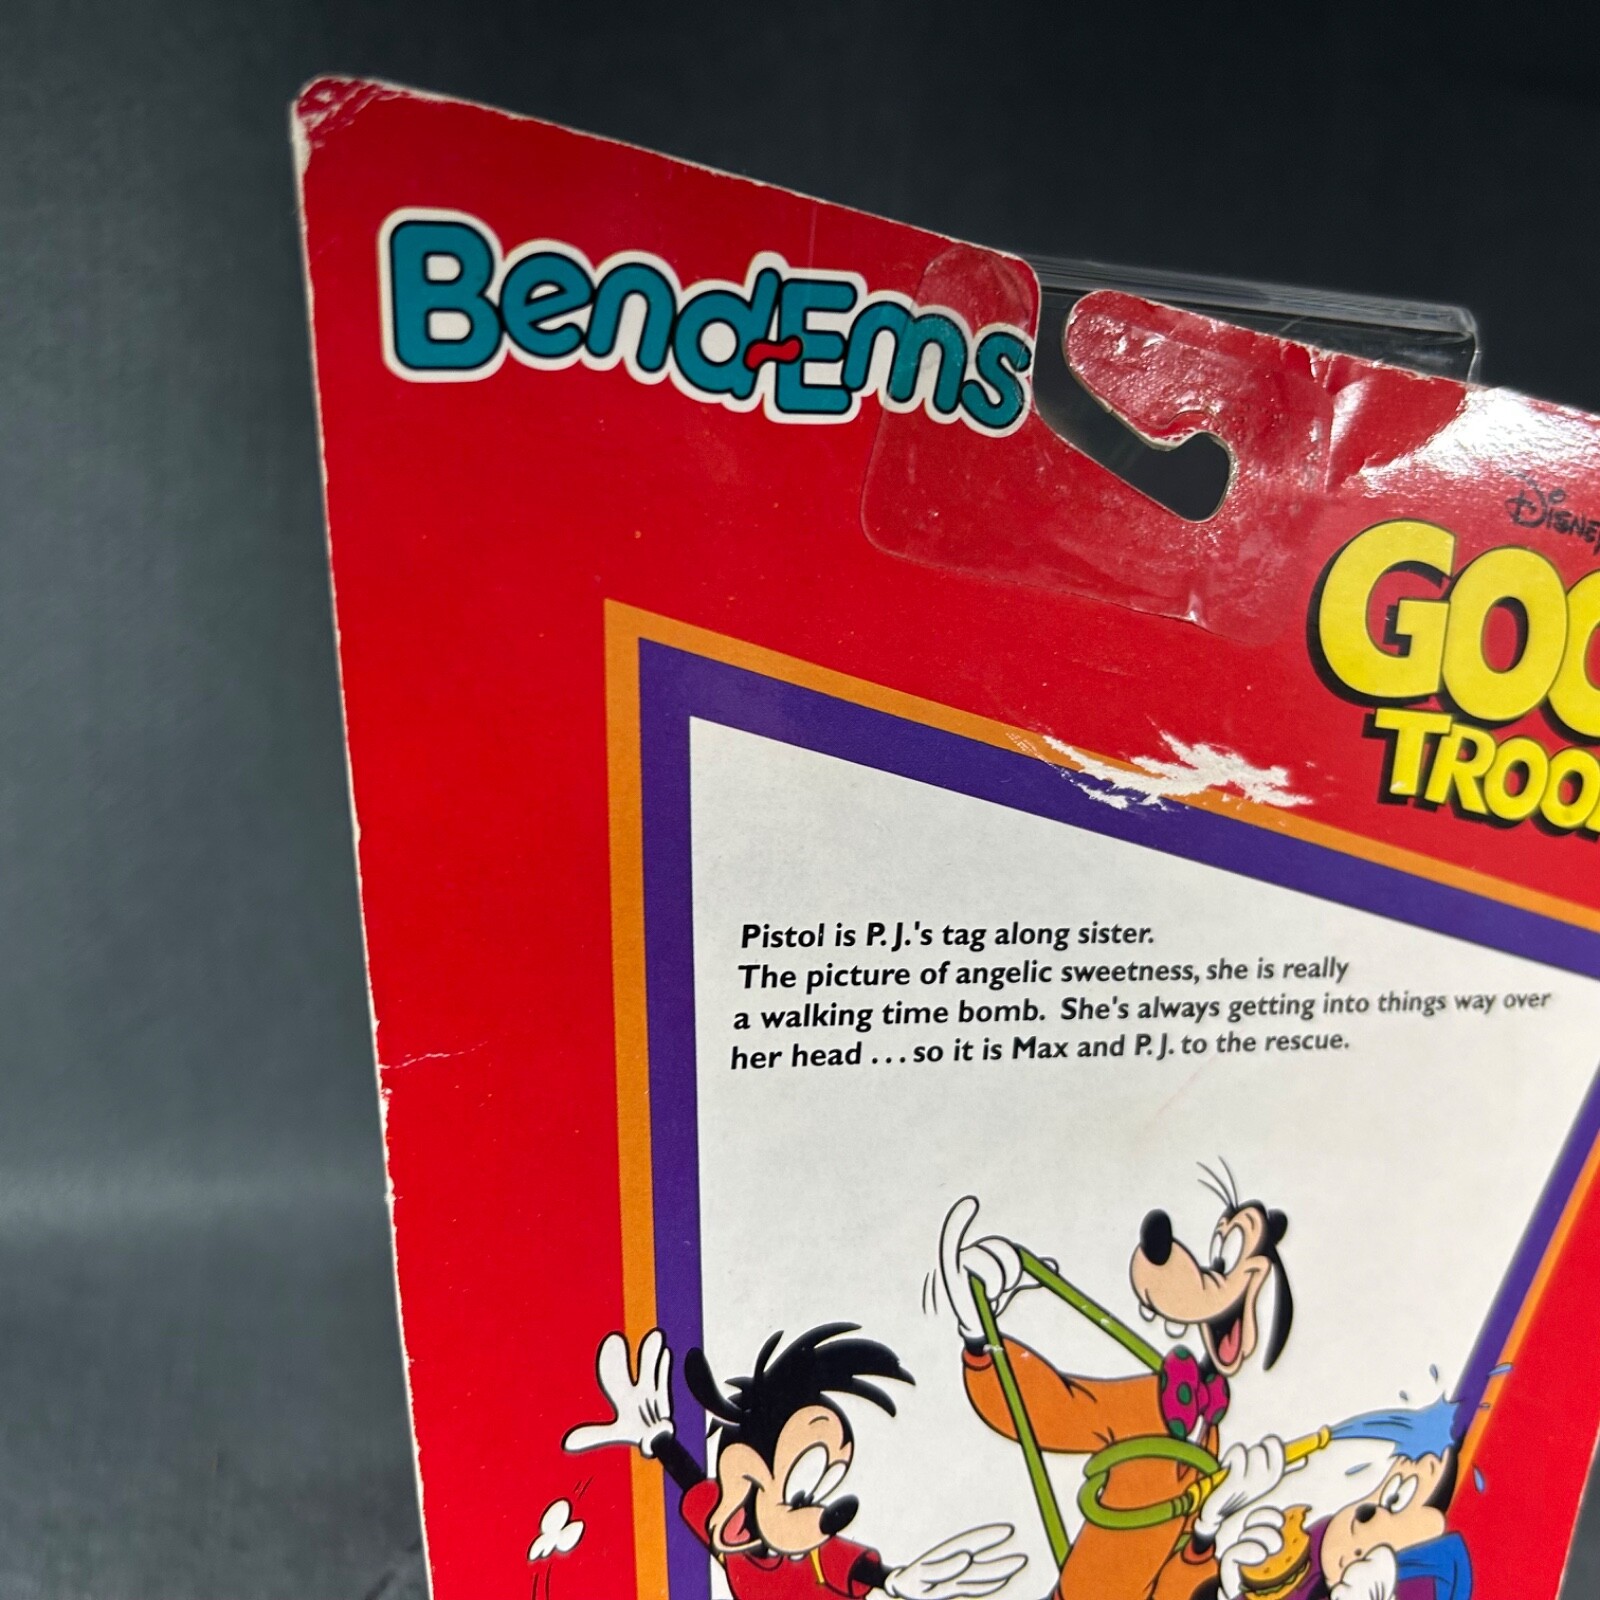 Bend-Ems
Disney
GOO
TROO
Pistol is P.J.'s tag along sister.
The picture of angelic sweetness, she is really
a walking time bomb. She's always getting into things way over
her head ... so it is Max and P.J. to the rescue.